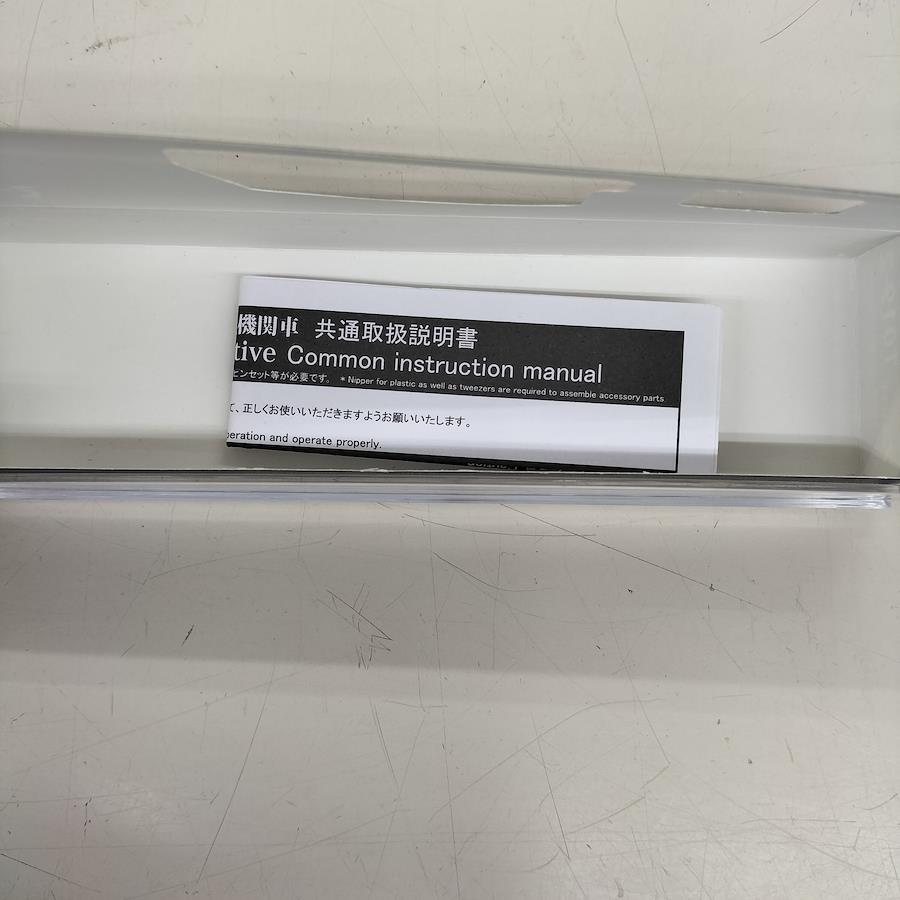 機関車 共通取扱説明書
tive Common instruction manual
ピンセット等が必要です。 * Nipper for plastic as well as tweezers are required to assemble accessory parts
て、正しくお使いいただきますようお願いいたします。
peration and operate properly.